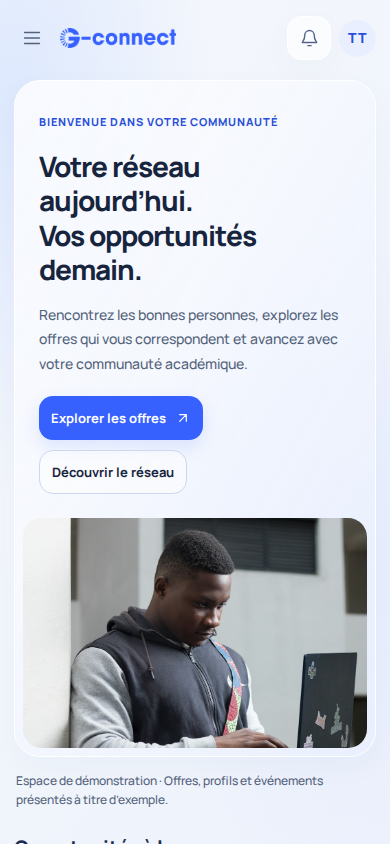 G-connect
TT
BIENVENUE DANS VOTRE COMMUNAUTÉ
Votre réseau
aujourd’hui.
Vos opportunités
demain.
Rencontrez les bonnes personnes, explorez les
offres qui vous correspondent et avancez avec
votre communauté académique.
Explorer les offres
Découvrir le réseau
Espace de démonstration · Offres, profils et événements
présentés à titre d’exemple.